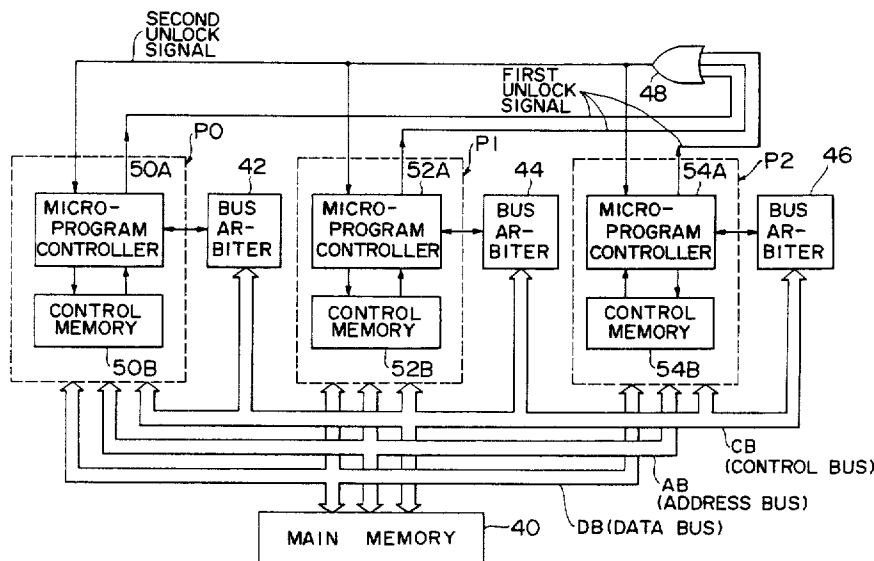 SECOND
UNLOCK
SIGNAL
FIRST
UNLOCK
SIGNAL
48
P0
50A
42
MICRO-
PROGRAM
CONTROLLER
BUS
AR-
BITER
CONTROL
MEMORY
50B
P1
52A
44
MICRO-
PROGRAM
CONTROLLER
BUS
AR-
BITER
CONTROL
MEMORY
52B
P2
54A
46
MICRO-
PROGRAM
CONTROLLER
BUS
AR-
BITER
CONTROL
MEMORY
54B
CB
(CONTROL BUS)
AB
(ADDRESS BUS)
DB (DATA BUS)
40
MAIN MEMORY